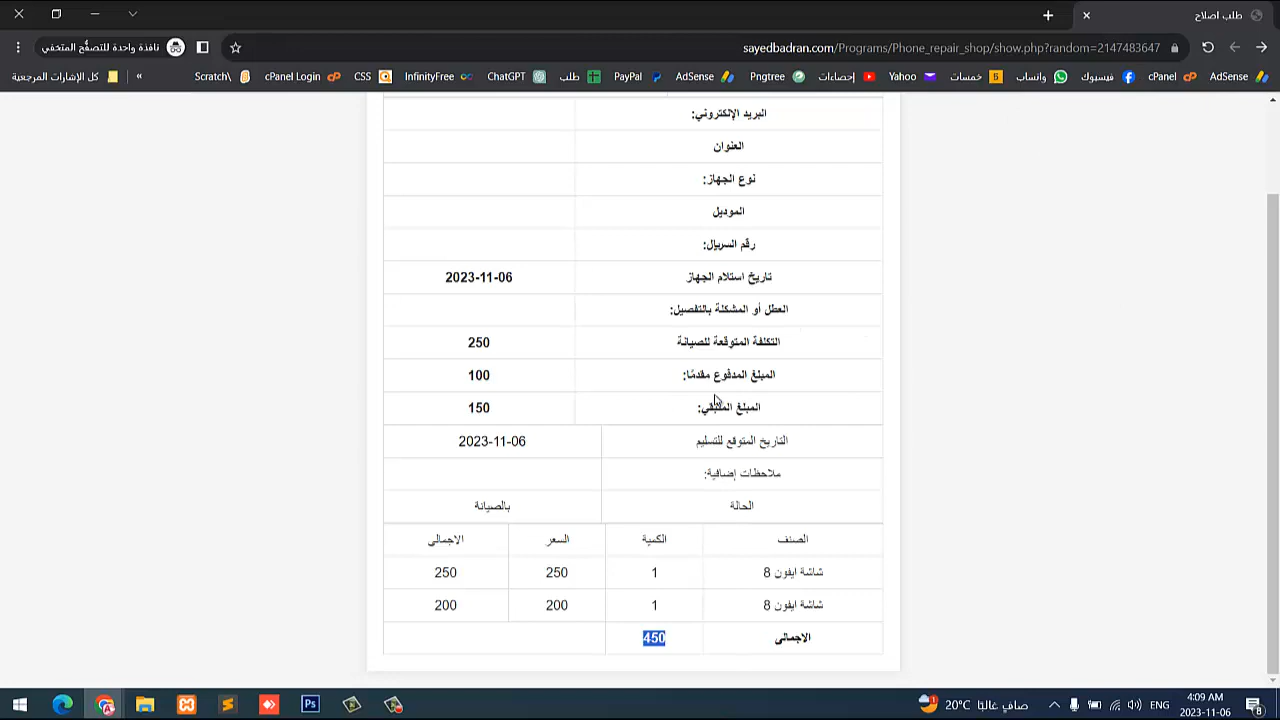 طلب اصلاح
نافذة واحدة للتصفُّح المتخفي
sayedbadran.com/Programs/Phone_repair_shop/show.php?random=2147483647
كل الإشارات المرجعية
«
Scratch\
cPanel Login
CSS
InfinityFree
ChatGPT
طلب
PayPal
AdSense
Pngtree
إحصاءات
Yahoo
خمسات
واتساب
فيسبوك
cPanel
AdSense
البريد الإلكتروني:
العنوان
نوع الجهاز:
الموديل
رقم السريال:
تاريخ استلام الجهاز 2023-11-06
العطل أو المشكلة بالتفصيل:
التكلفة المتوقعة للصيانة 250
المبلغ المدفوع مقدمًا: 100
المبلغ المتبقي: 150
التاريخ المتوقع للتسليم 2023-11-06
ملاحظات إضافية:
الحالة بالصيانة
الصنف الكمية السعر الاجمالى
شاشة ايفون 8 1 250 250
شاشة ايفون 8 1 200 200
الاجمالى 450
20°C صافٍ غالبًا
ENG
4:09 AM
2023-11-06
8